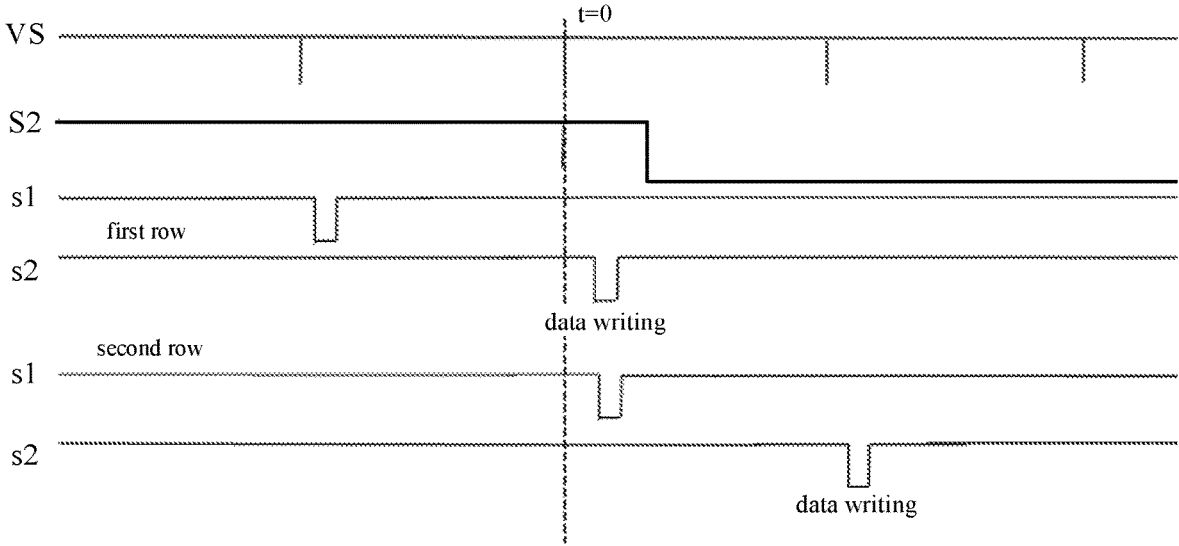 t=0
VS
S2
s1
first row
s2
data writing
second row
s1
s2
data writing